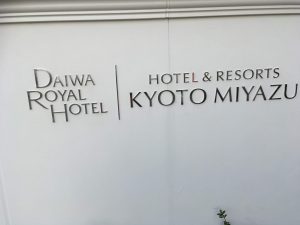 DAIWA
ROYAL
HOTEL
HOTEL & RESORTS
KYOTO MIYAZU